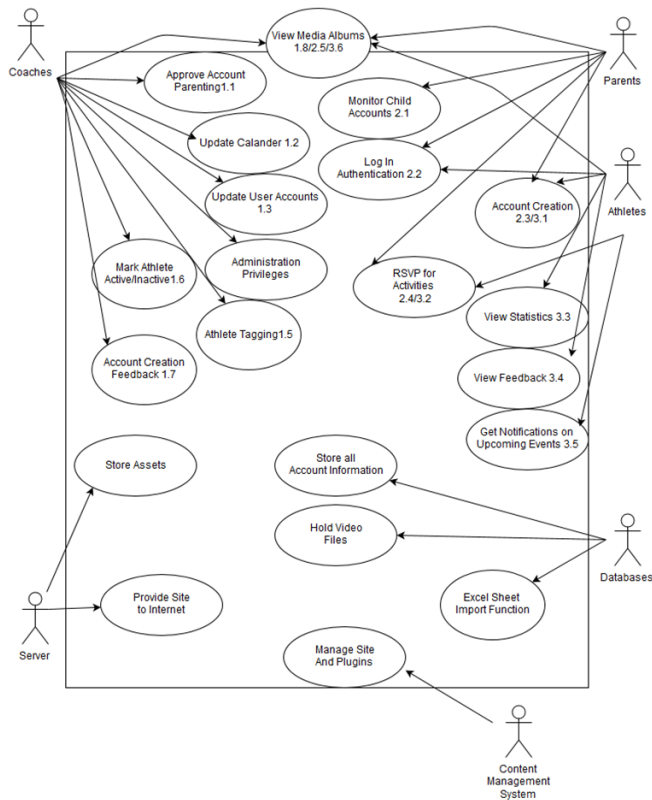 View Media Albums
1.8/2.5/3.6
Coaches
Parents
Approve Account
Parenting1.1
Monitor Child
Accounts 2.1
Update Calander 1.2
Log In
Authentication 2.2
Update User Accounts
1.3
Account Creation
2.3/3.1
Athletes
Mark Athlete
Active/Inactive1.6
Administration
Privileges
RSVP for
Activities
2.4/3.2
View Statistics 3.3
Athlete Tagging1.5
Account Creation
Feedback 1.7
View Feedback 3.4
Get Notifications on
Upcoming Events 3.5
Store Assets
Store all
Account Information
Hold Video
Files
Databases
Provide Site
to Internet
Excel Sheet
Import Function
Server
Manage Site
And Plugins
Content
Management
System